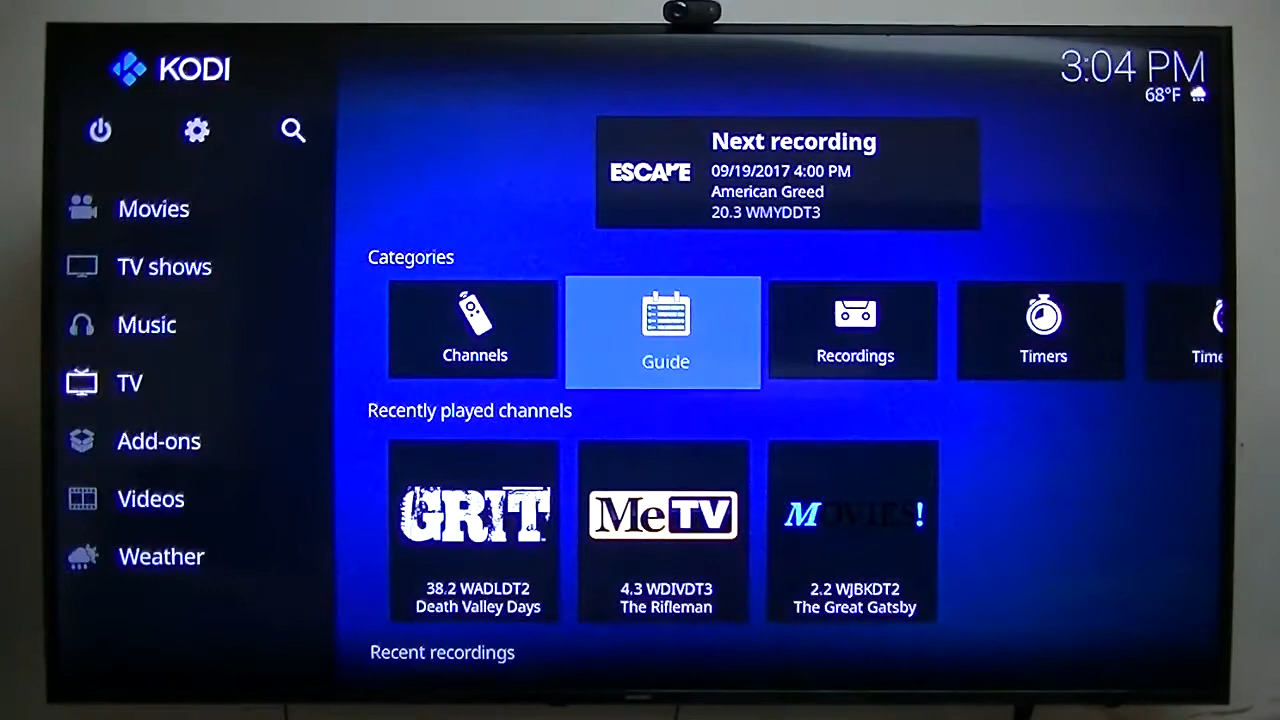 KODI
3:04 PM
68°F
Next recording
ESCAPE
09/19/2017 4:00 PM
American Greed
20.3 WMYDDT3
Movies
TV shows
Music
TV
Add-ons
Videos
Weather
Categories
Channels
Guide
Recordings
Timers
Time
Recently played channels
GRIT
MeTV
MOVIES!
38.2 WADLDT2
Death Valley Days
4.3 WDIVDT3
The Rifleman
2.2 WJBKDT2
The Great Gatsby
Recent recordings